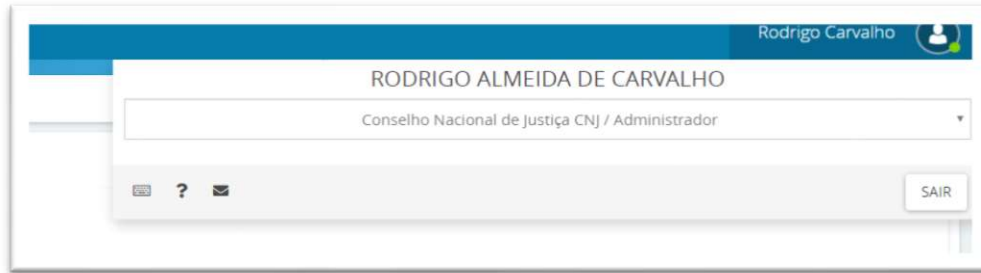 Rodrigo Carvalho
RODRIGO ALMEIDA DE CARVALHO
Conselho Nacional de Justiça CNJ / Administrador
?
SAIR